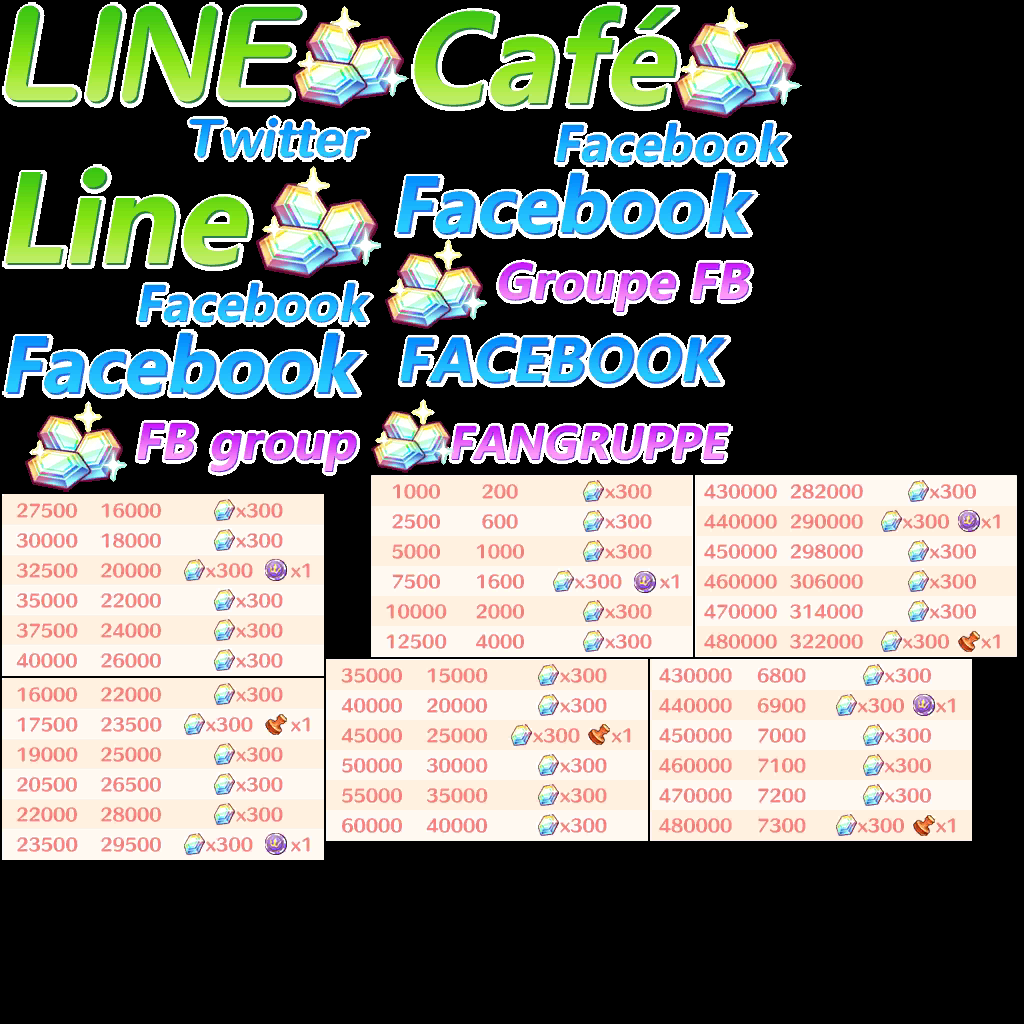 LINE
Twitter
Café
Facebook
Line
Facebook
Facebook
Groupe FB
Facebook
FB group
FACEBOOK
FANGRUPPE
27500 16000 x300
30000 18000 x300
32500 20000 x300 x1
35000 22000 x300
37500 24000 x300
40000 26000 x300
1000 200 x300
2500 600 x300
5000 1000 x300
7500 1600 x300 x1
10000 2000 x300
12500 4000 x300
430000 282000 x300
440000 290000 x300 x1
450000 298000 x300
460000 306000 x300
470000 314000 x300
480000 322000 x300 x1
16000 22000 x300
17500 23500 x300 x1
19000 25000 x300
20500 26500 x300
22000 28000 x300
23500 29500 x300 x1
35000 15000 x300
40000 20000 x300
45000 25000 x300 x1
50000 30000 x300
55000 35000 x300
60000 40000 x300
430000 6800 x300
440000 6900 x300 x1
450000 7000 x300
460000 7100 x300
470000 7200 x300
480000 7300 x300 x1